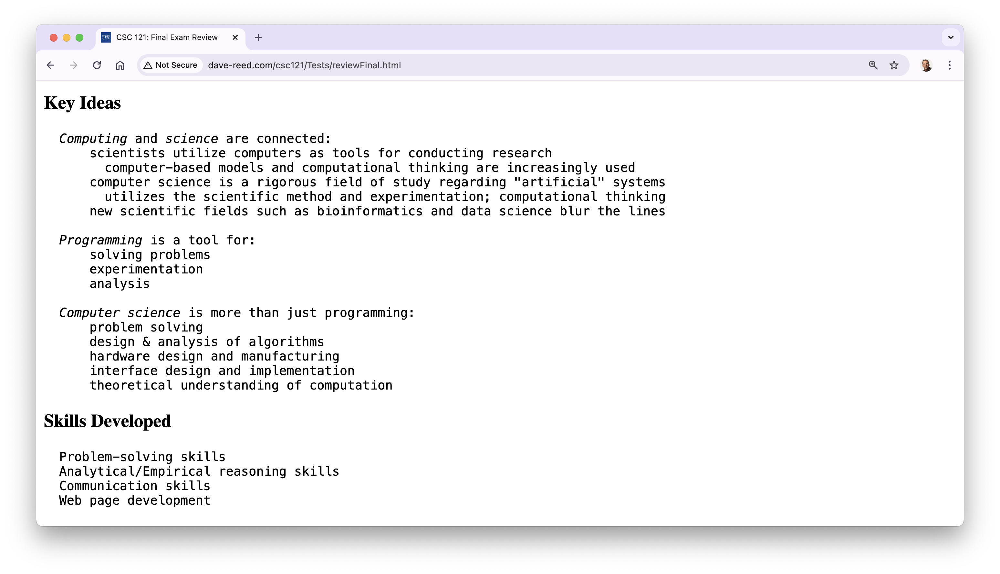 DR CSC 121: Final Exam Review
Not Secure dave-reed.com/csc121/Tests/reviewFinal.html
Key Ideas
Computing and science are connected:
scientists utilize computers as tools for conducting research
computer-based models and computational thinking are increasingly used
computer science is a rigorous field of study regarding "artificial" systems
utilizes the scientific method and experimentation; computational thinking
new scientific fields such as bioinformatics and data science blur the lines
Programming is a tool for:
solving problems
experimentation
analysis
Computer science is more than just programming:
problem solving
design & analysis of algorithms
hardware design and manufacturing
interface design and implementation
theoretical understanding of computation
Skills Developed
Problem-solving skills
Analytical/Empirical reasoning skills
Communication skills
Web page development